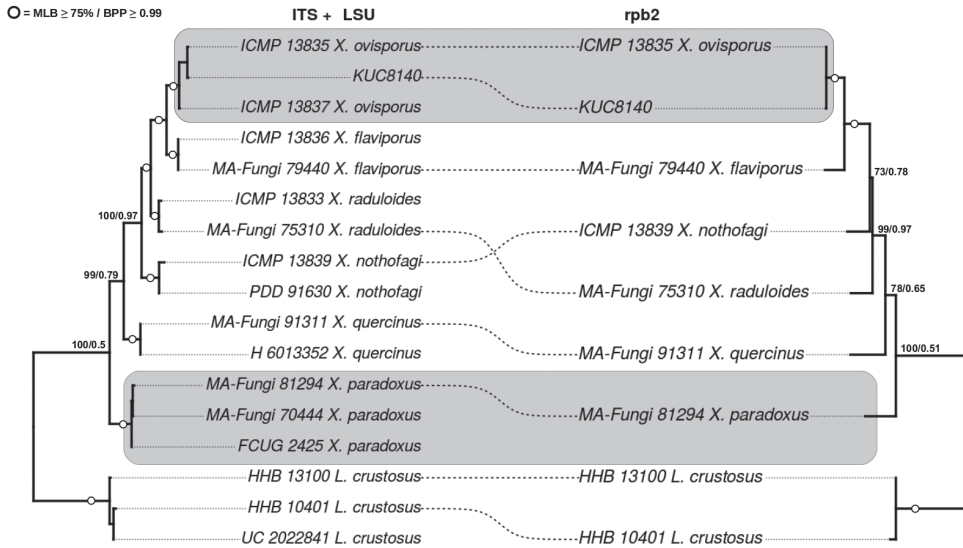 O = MLB ≥ 75% / BPP ≥ 0.99
ITS + LSU
rpb2
ICMP 13835 X. ovisporus
ICMP 13835 X. ovisporus
KUC8140
ICMP 13837 X. ovisporus
KUC8140
ICMP 13836 X. flaviporus
MA-Fungi 79440 X. flaviporus
MA-Fungi 79440 X. flaviporus
73/0.78
ICMP 13833 X. raduloides
100/0.97
MA-Fungi 75310 X. raduloides
ICMP 13839 X. nothofagi
99/0.97
ICMP 13839 X. nothofagi
99/0.79
PDD 91630 X. nothofagi
MA-Fungi 75310 X. raduloides
78/0.65
MA-Fungi 91311 X. quercinus
100/0.5
H 6013352 X. quercinus
MA-Fungi 91311 X. quercinus
100/0.51
MA-Fungi 81294 X. paradoxus
MA-Fungi 70444 X. paradoxus
MA-Fungi 81294 X. paradoxus
FCUG 2425 X. paradoxus
HHB 13100 L. crustosus
HHB 13100 L. crustosus
HHB 10401 L. crustosus
UC 2022841 L. crustosus
HHB 10401 L. crustosus